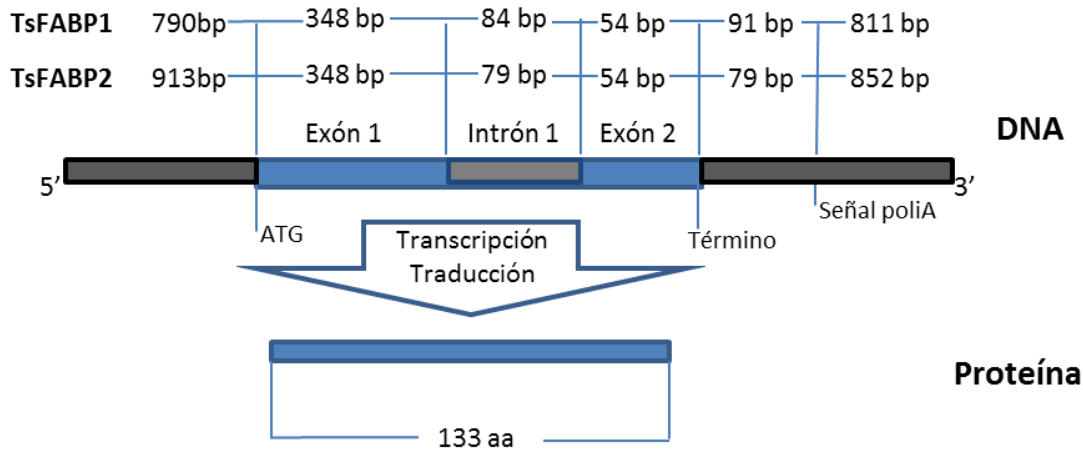 TsFABP1 790bp 348 bp 84 bp 54 bp 91 bp 811 bp
TsFABP2 913bp 348 bp 79 bp 54 bp 79 bp 852 bp
Exón 1 Intrón 1 Exón 2
DNA
5’ 3’
ATG Término Señal poliA
Transcripción
Traducción
Proteína
133 aa